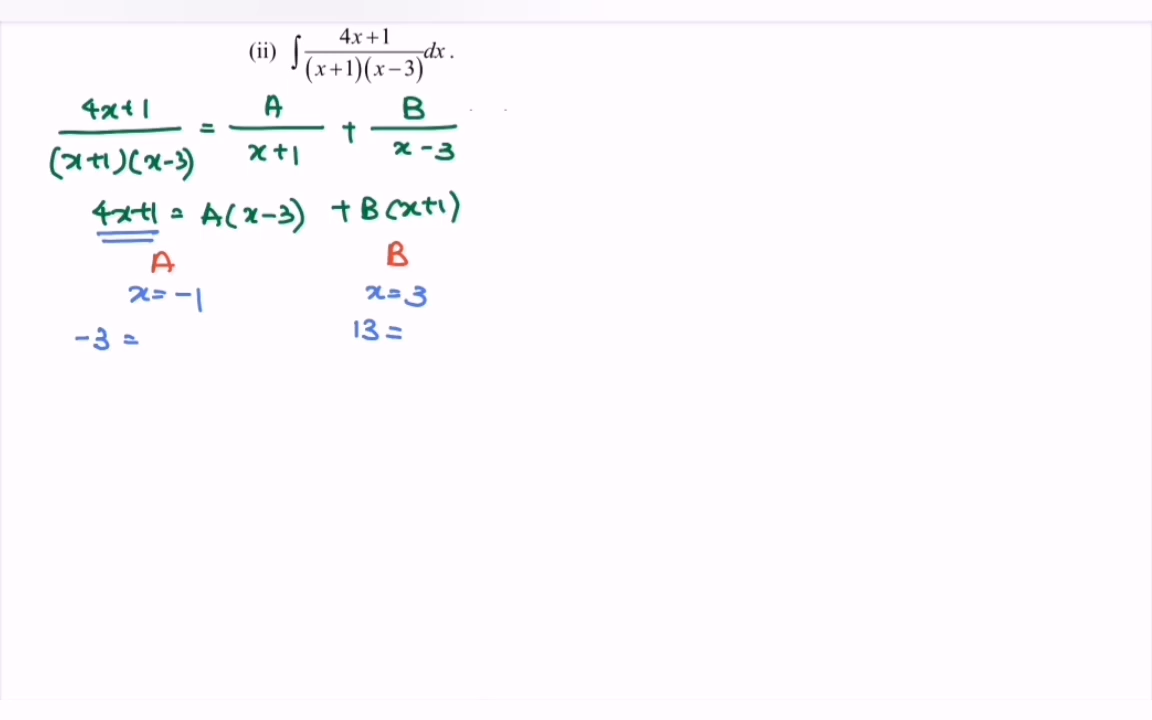 (ii) ∫ 4x+1 / (x+1)(x−3) dx .
4x+1 / (x+1)(x-3) = A / x+1 + B / x-3
4x+1 = A(x-3) + B(x+1)
A B
x=-1 x=3
-3 = 13 =